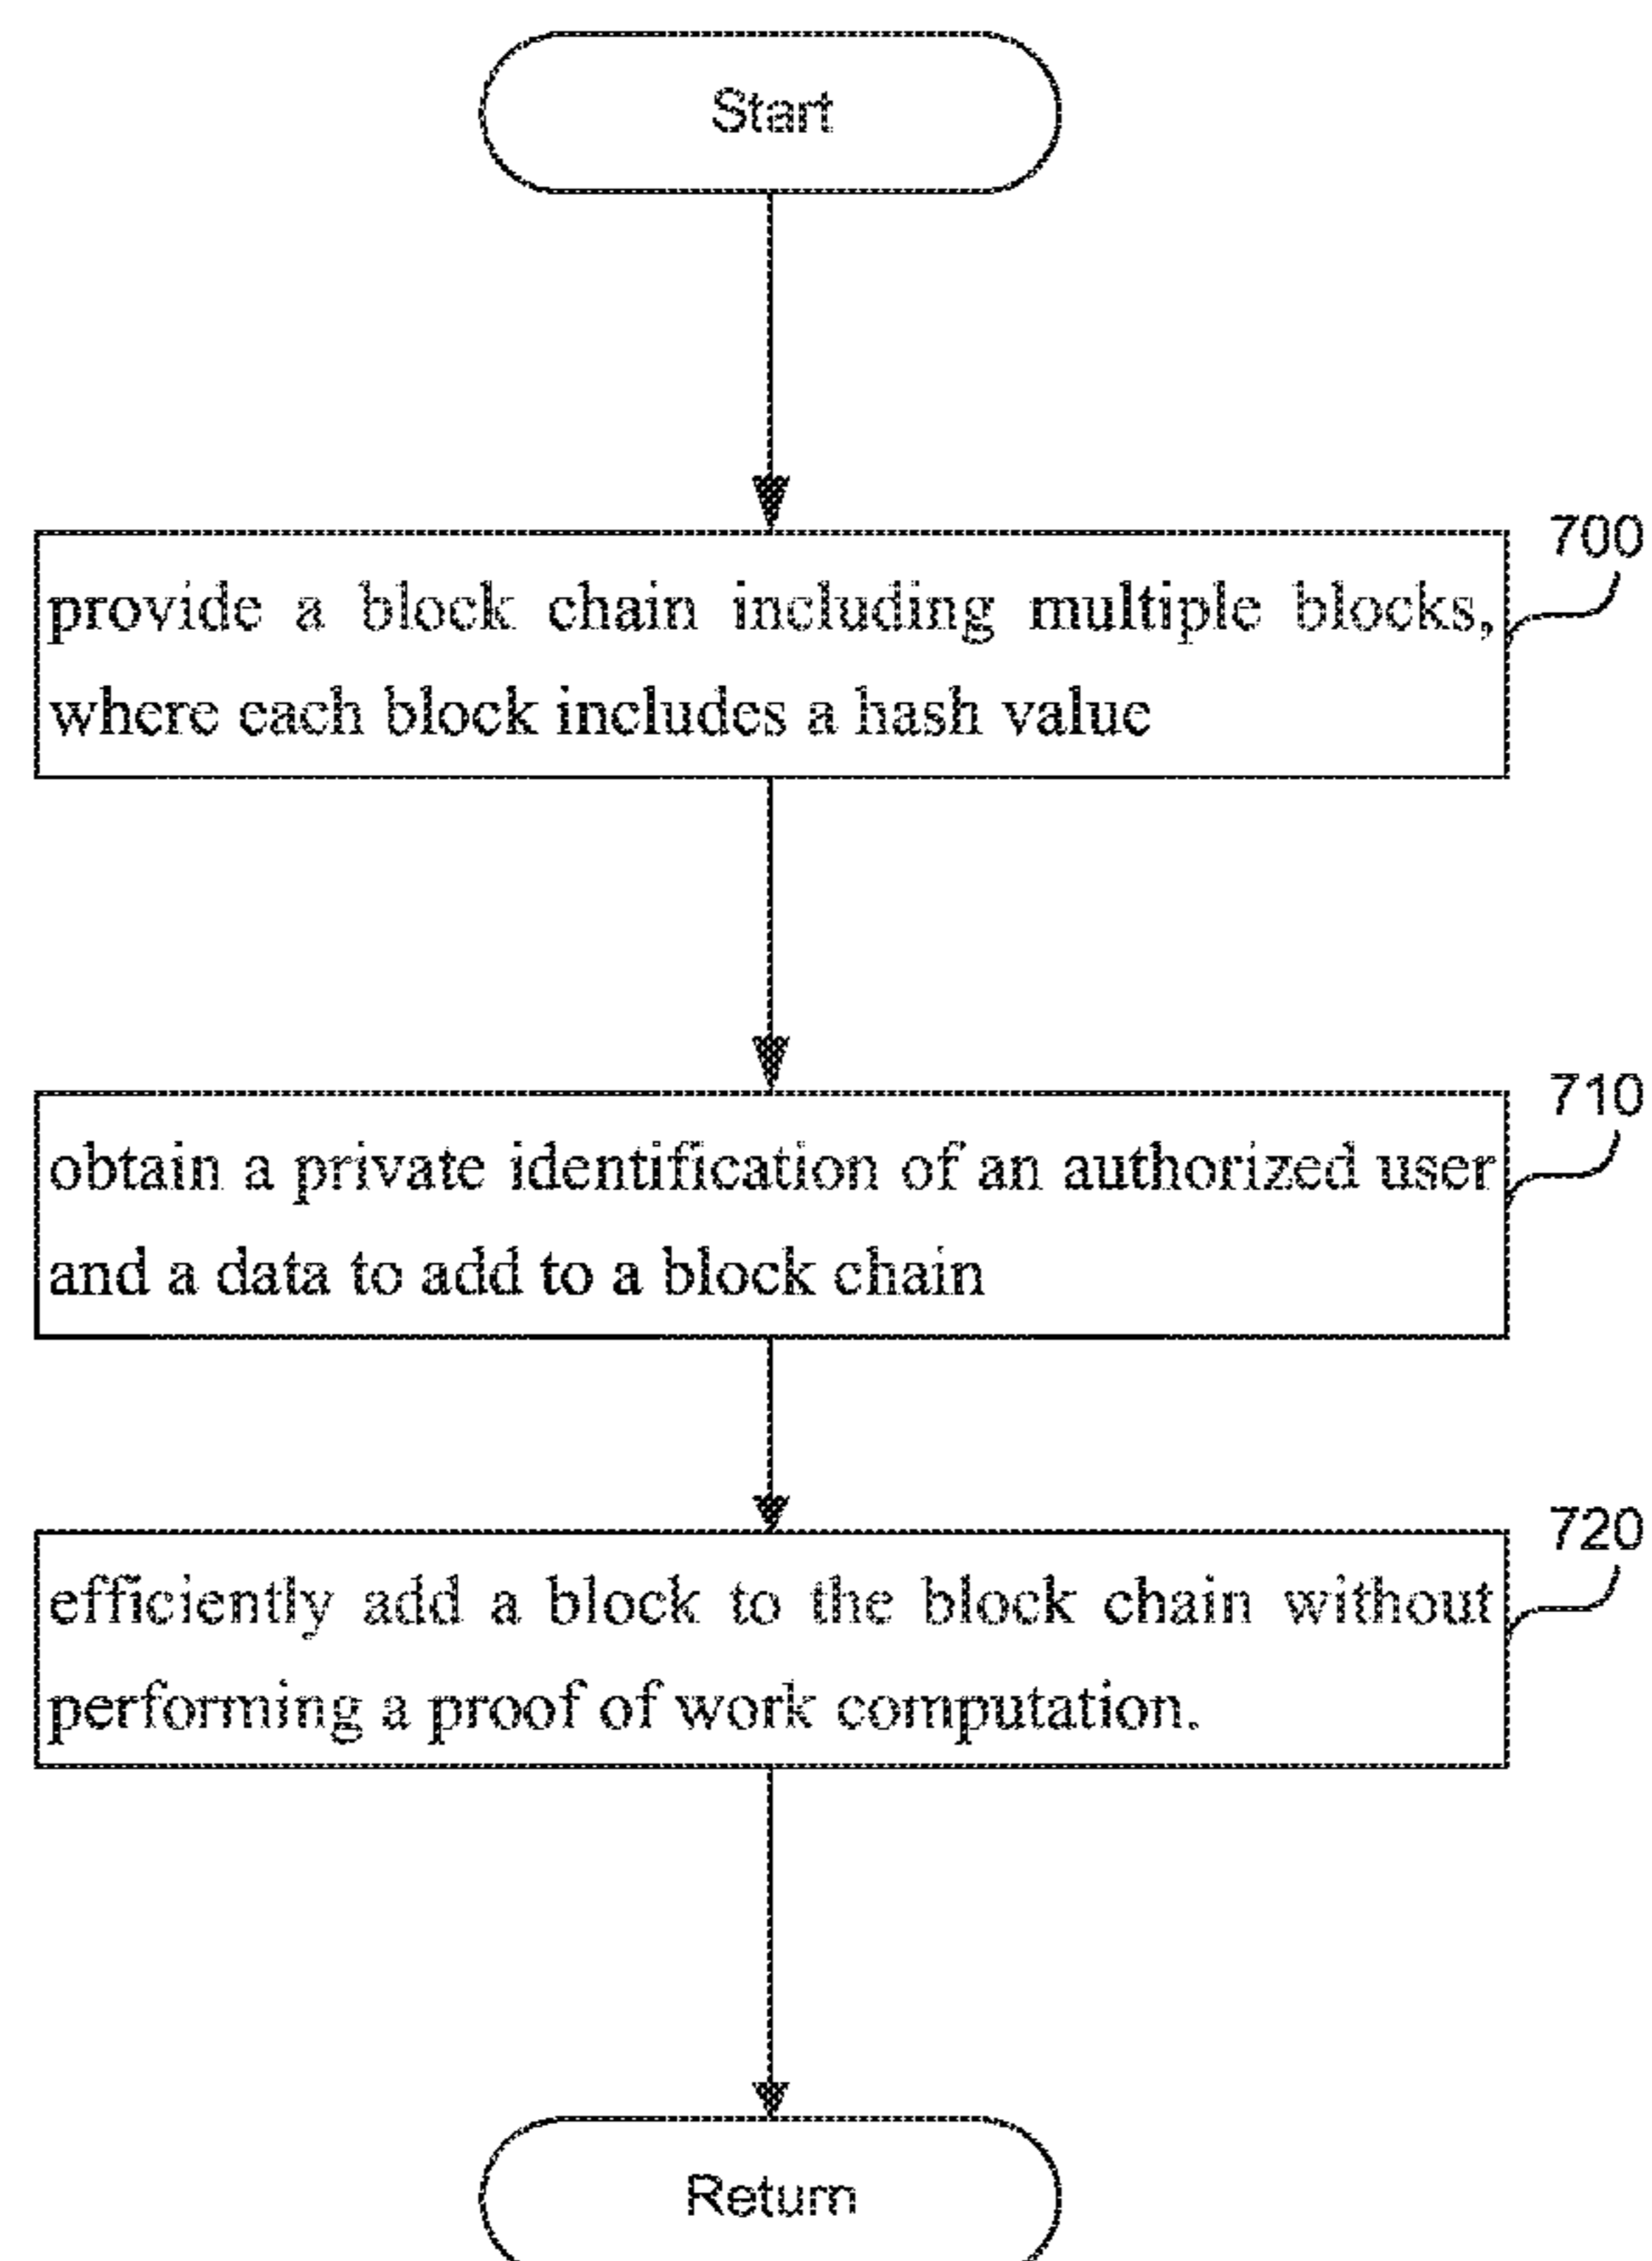 Start
700
provide a block chain including multiple blocks,
where each block includes a hash value
710
obtain a private identification of an authorized user
and a data to add to a block chain
720
efficiently add a block to the block chain without
performing a proof of work computation.
Return